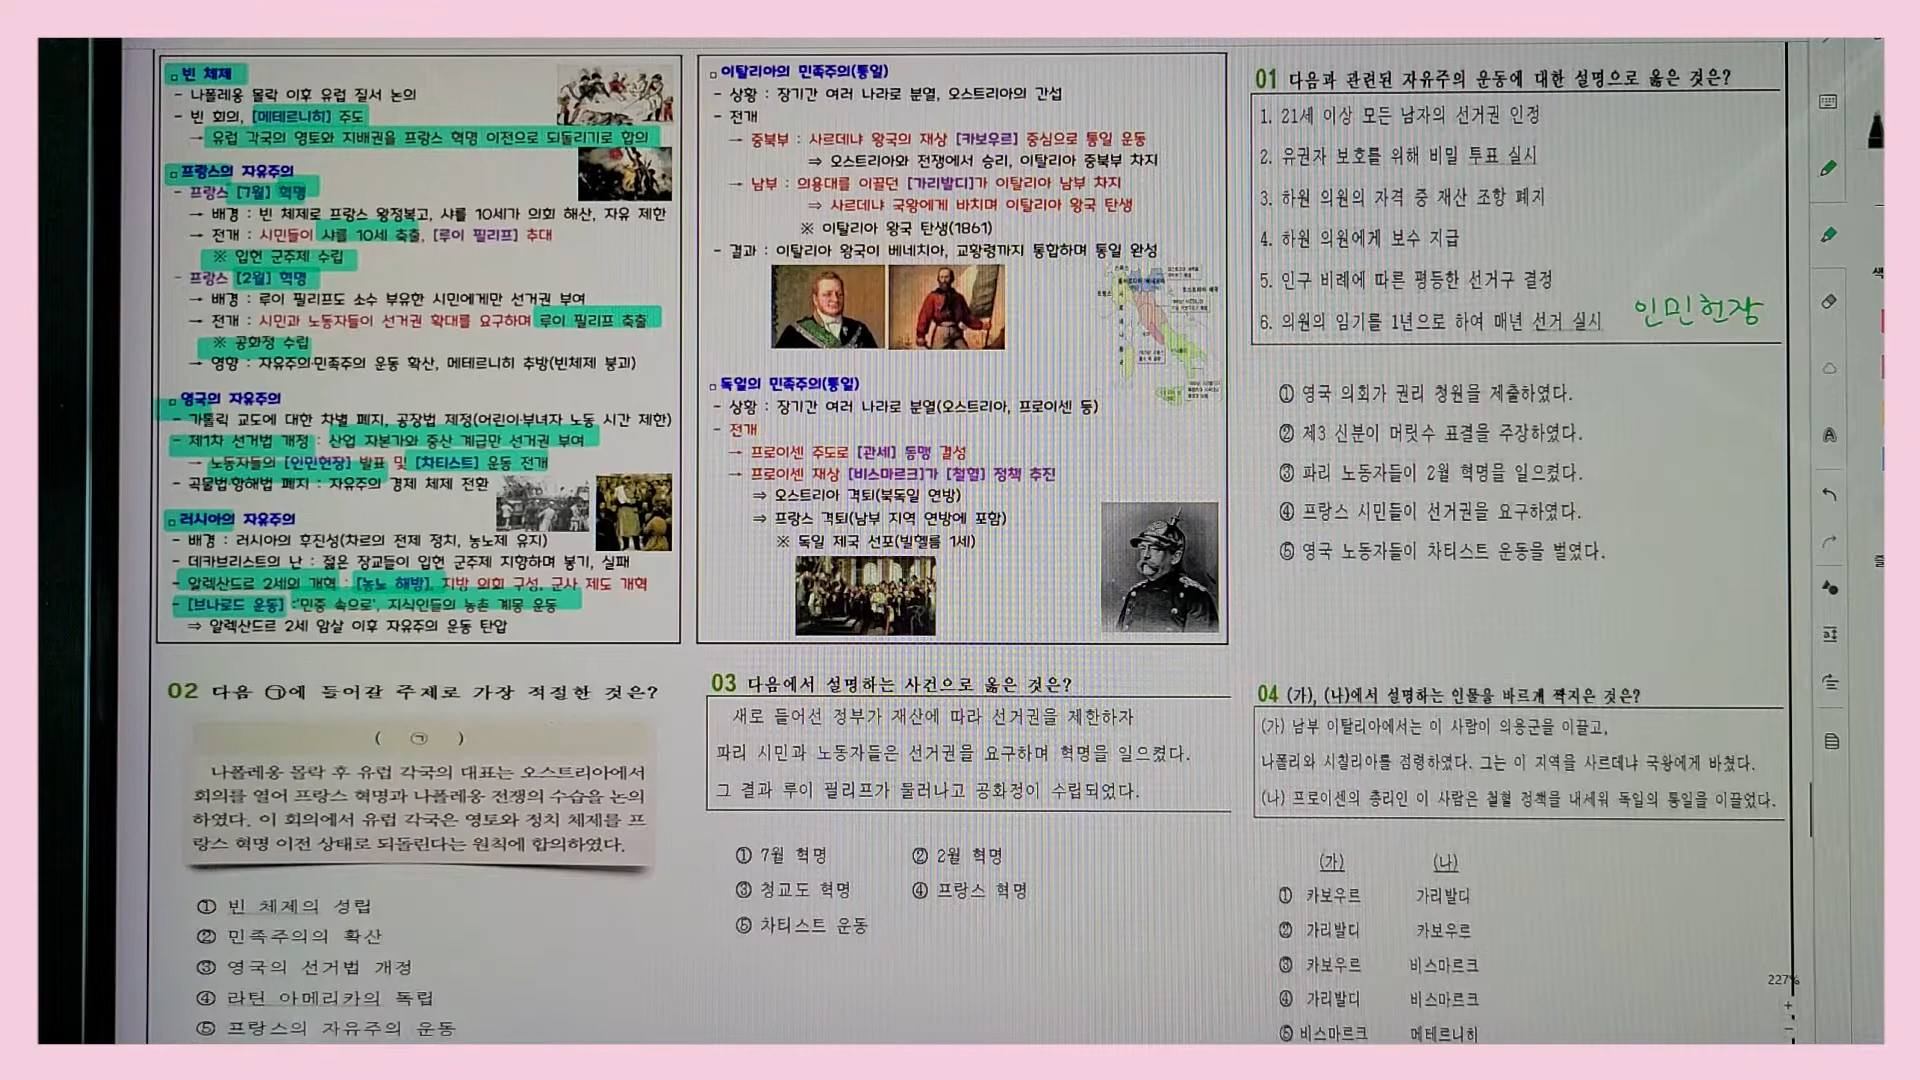 ▫빈 체제
- 나폴레옹 몰락 이후 유럽 질서 논의
- 빈 회의, [메테르니히] 주도
→ 유럽 각국의 영토와 지배권을 프랑스 혁명 이전으로 되돌리기로 합의
▫프랑스의 자유주의
- 프랑스 [7월] 혁명
→ 배경 : 빈 체제로 프랑스 왕정복고, 샤를 10세가 의회 해산, 자유 제한
→ 전개 : 시민들이 샤를 10세 축출, [루이 필리프] 추대
※ 입헌 군주제 수립
- 프랑스 [2월] 혁명
→ 배경 : 루이 필리프도 소수 부유한 시민에게만 선거권 부여
→ 전개 : 시민과 노동자들이 선거권 확대를 요구하며 루이 필리프 축출
※ 공화정 수립
→ 영향 : 자유주의·민족주의 운동 확산, 메테르니히 추방(빈체제 붕괴)
▫영국의 자유주의
- 가톨릭 교도에 대한 차별 폐지, 공장법 제정(어린이·부녀자 노동 시간 제한)
- 제1차 선거법 개정 : 산업 자본가와 중산 계급만 선거권 부여
→ 노동자들의 [인민헌장] 발표 및 [차티스트] 운동 전개
- 곡물법·항해법 폐지 : 자유주의 경제 체제 전환
▫러시아의 자유주의
- 배경 : 러시아의 후진성(차르의 전제 정치, 농노제 유지)
- 데카브리스트의 난 : 젊은 장교들이 입헌 군주제 지향하며 봉기, 실패
- 알렉산드르 2세의 개혁 : [농노 해방], 지방 의회 구성, 군사 제도 개혁
- [브나로드 운동] :'민중 속으로', 지식인들의 농촌 계몽 운동
⇒ 알렉산드르 2세 암살 이후 자유주의 운동 탄압
▫이탈리아의 민족주의(통일)
- 상황 : 장기간 여러 나라로 분열, 오스트리아의 간섭
- 전개
→ 중북부 : 사르데냐 왕국의 재상 [카보우르] 중심으로 통일 운동
⇒ 오스트리아와 전쟁에서 승리, 이탈리아 중북부 차지
→ 남부 : 의용대를 이끌던 [가리발디]가 이탈리아 남부 차지
⇒ 사르데냐 국왕에게 바치며 이탈리아 왕국 탄생
※ 이탈리아 왕국 탄생(1861)
- 결과 : 이탈리아 왕국이 베네치아, 교황령까지 통합하며 통일 완성
▫독일의 민족주의(통일)
- 상황 : 장기간 여러 나라로 분열(오스트리아, 프로이센 등)
- 전개
→ 프로이센 주도로 [관세] 동맹 결성
→ 프로이센 재상 [비스마르크]가 [철혈] 정책 추진
⇒ 오스트리아 격퇴(북독일 연방)
⇒ 프랑스 격퇴(남부 지역 연방에 포함)
※ 독일 제국 선포(빌헬름 1세)
01 다음과 관련된 자유주의 운동에 대한 설명으로 옳은 것은?
1. 21세 이상 모든 남자의 선거권 인정
2. 유권자 보호를 위해 비밀 투표 실시
3. 하원 의원의 자격 중 재산 조항 폐지
4. 하원 의원에게 보수 지급
5. 인구 비례에 따른 평등한 선거구 결정
6. 의원의 임기를 1년으로 하여 매년 선거 실시
인민헌장
① 영국 의회가 권리 청원을 제출하였다.
② 제3 신분이 머릿수 표결을 주장하였다.
③ 파리 노동자들이 2월 혁명을 일으켰다.
④ 프랑스 시민들이 선거권을 요구하였다.
⑤ 영국 노동자들이 차티스트 운동을 벌였다.
02 다음 ㉠에 들어갈 주제로 가장 적절한 것은?
( ㉠ )
나폴레옹 몰락 후 유럽 각국의 대표는 오스트리아에서
회의를 열어 프랑스 혁명과 나폴레옹 전쟁의 수습을 논의
하였다. 이 회의에서 유럽 각국은 영토와 정치 체제를 프
랑스 혁명 이전 상태로 되돌린다는 원칙에 합의하였다.
① 빈 체제의 성립
② 민족주의의 확산
③ 영국의 선거법 개정
④ 라틴 아메리카의 독립
⑤ 프랑스의 자유주의 운동
03 다음에서 설명하는 사건으로 옳은 것은?
새로 들어선 정부가 재산에 따라 선거권을 제한하자
파리 시민과 노동자들은 선거권을 요구하며 혁명을 일으켰다.
그 결과 루이 필리프가 물러나고 공화정이 수립되었다.
① 7월 혁명 ② 2월 혁명
③ 청교도 혁명 ④ 프랑스 혁명
⑤ 차티스트 운동
04 (가), (나)에서 설명하는 인물을 바르게 짝지은 것은?
(가) 남부 이탈리아에서는 이 사람이 의용군을 이끌고,
나폴리와 시칠리아를 점령하였다. 그는 이 지역을 사르데냐 국왕에게 바쳤다.
(나) 프로이센의 총리인 이 사람은 철혈 정책을 내세워 독일의 통일을 이끌었다.
(가) (나)
① 카보우르 가리발디
② 가리발디 카보우르
③ 카보우르 비스마르크
④ 가리발디 비스마르크
⑤ 비스마르크 메테르니히
227%